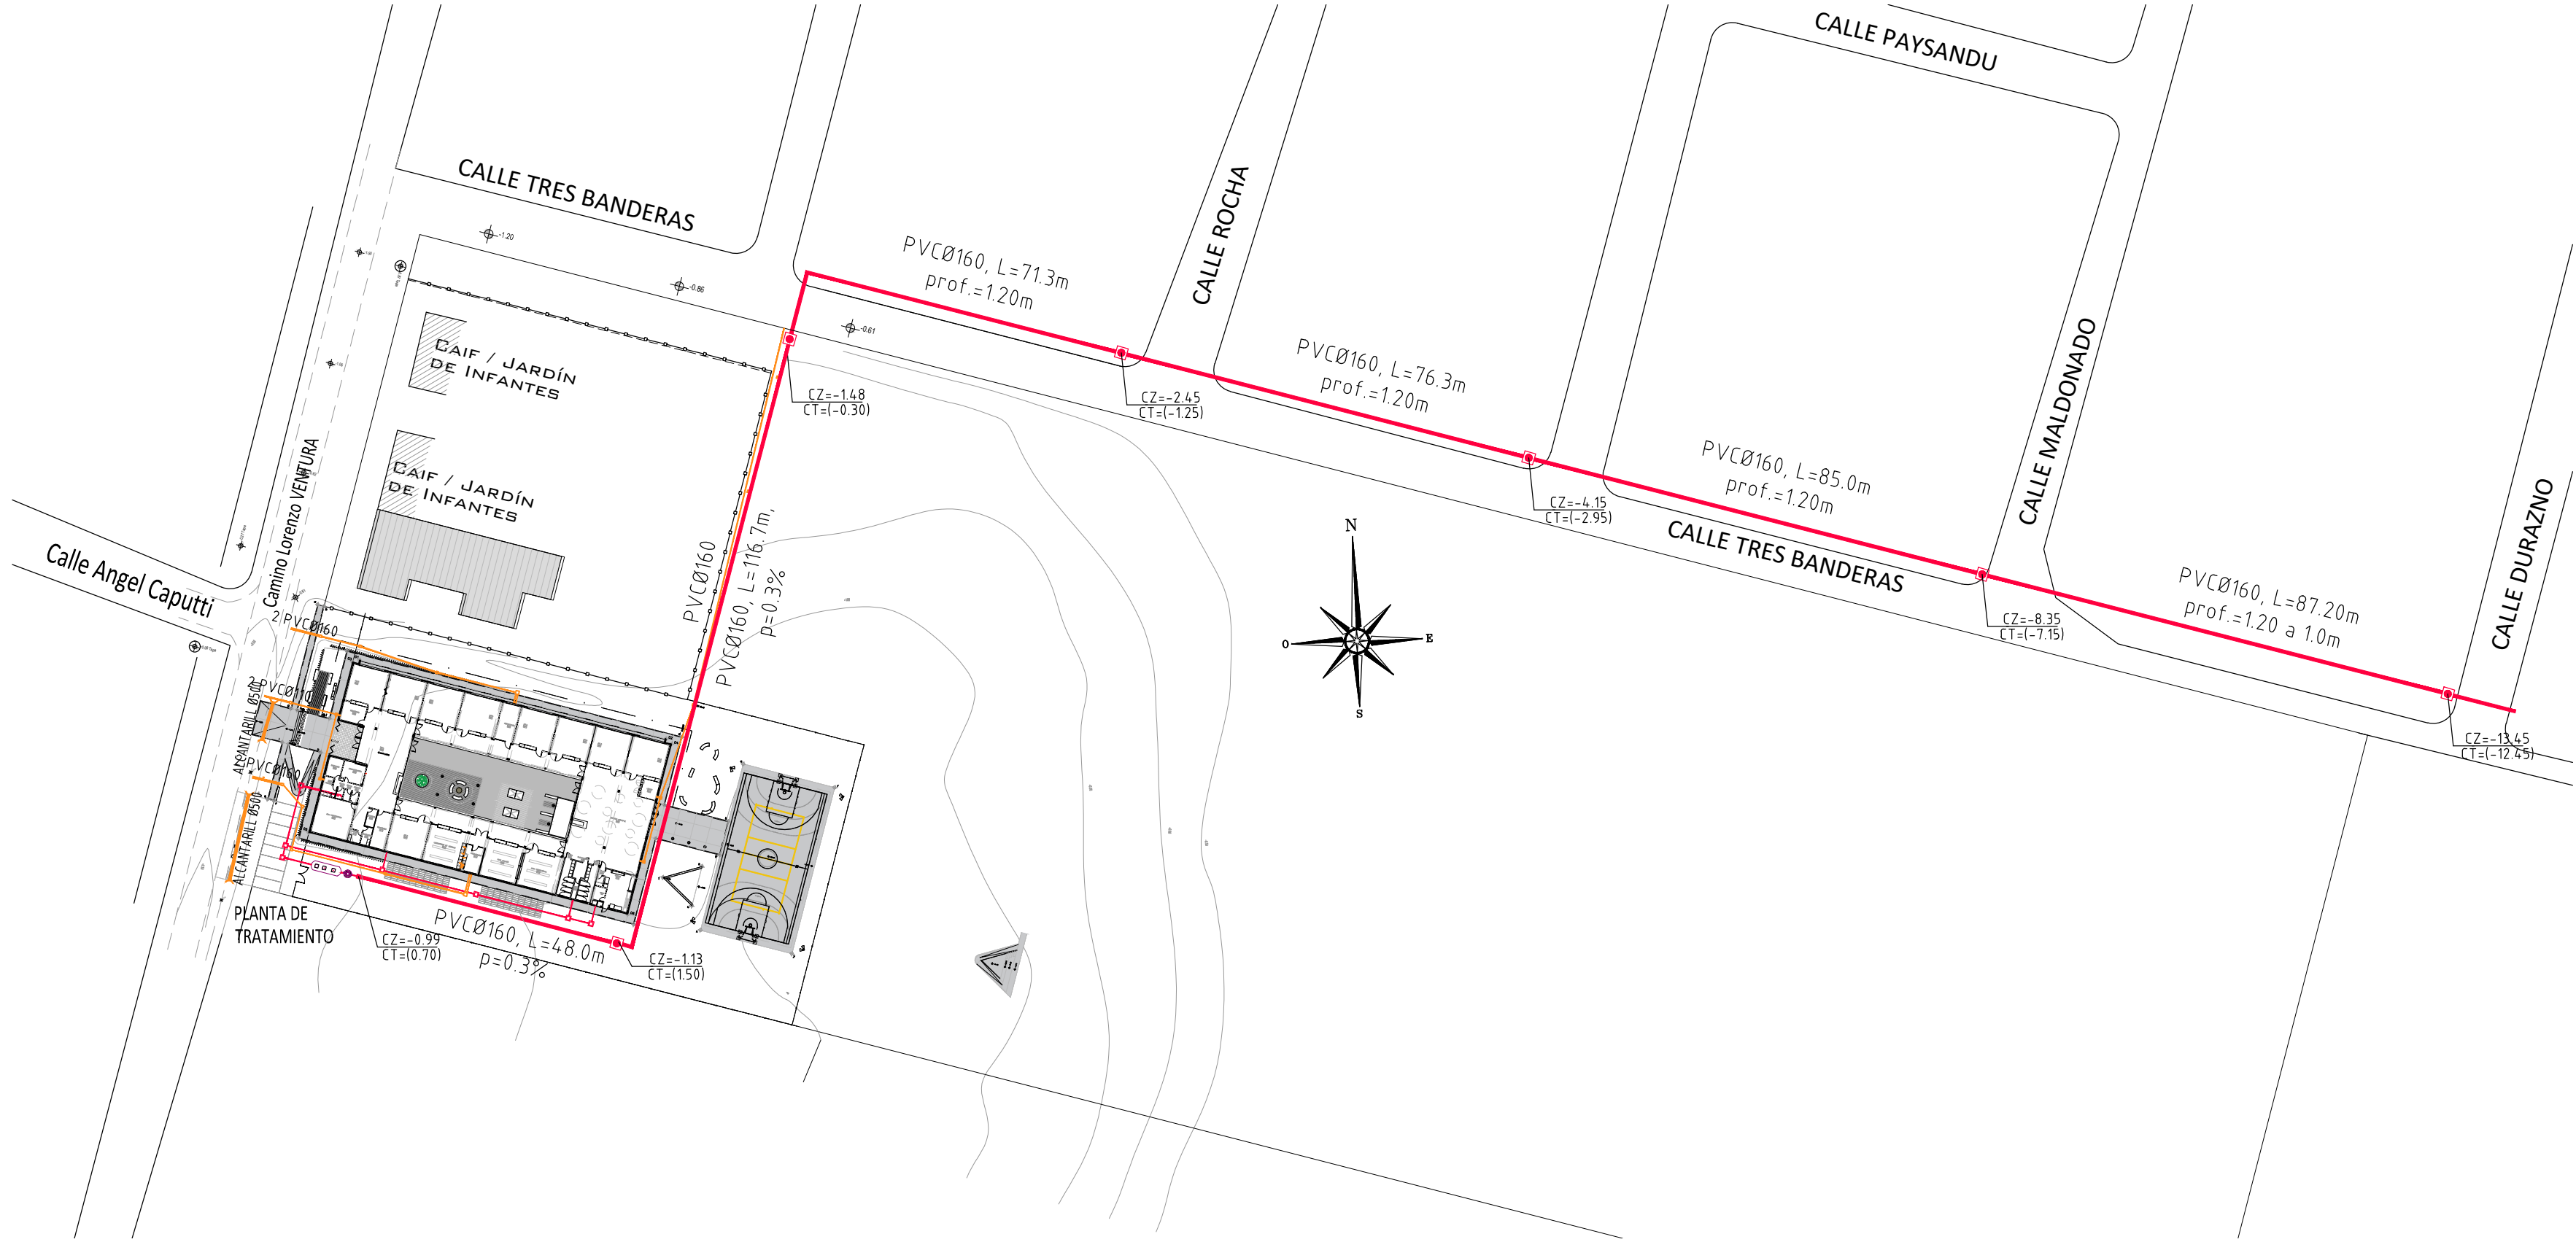 CALLE PAYSANDU
CALLE TRES BANDERAS
-1.20
-0.86
-0.61
CALLE ROCHA
PVCØ160, L=71.3m
prof.=1.20m
CAIF / JARDÍN
DE INFANTES
CZ=-1.48
CT=(-0.30)
CZ=-2.45
CT=(-1.25)
PVCØ160, L=76.3m
prof.=1.20m
CALLE MALDONADO
CAIF / JARDÍN
DE INFANTES
Camino Lorenzo VENTURA
Calle Angel Caputti
PVCØ160
PVCØ160, L=116.7m,
p=0.3%
N
E
S
O
CZ=-4.15
CT=(-2.95)
PVCØ160, L=85.0m
prof.=1.20m
CALLE TRES BANDERAS
CZ=-8.35
CT=(-7.15)
PVCØ160, L=87.20m
prof.=1.20 a 1.0m
CALLE DURAZNO
CZ=-13.45
CT=(-12.45)
2 PVCØ160
2 PVCØ110
PVCØ160
ALCANTARILL Ø500
ALCANTARILL Ø500
PLANTA DE
TRATAMIENTO
CZ=-0.99
CT=(0.70)
PVCØ160, L=48.0m
p=0.3%
CZ=-1.13
CT=(1.50)